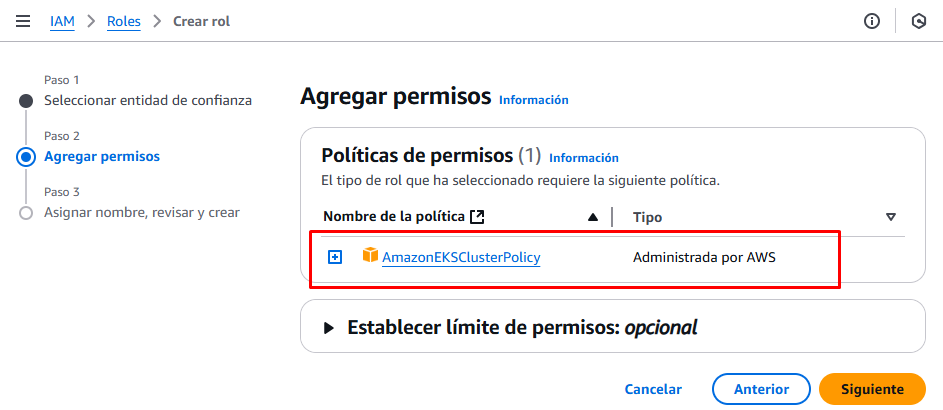 IAM > Roles > Crear rol
Paso 1
Seleccionar entidad de confianza
Paso 2
Agregar permisos
Paso 3
Asignar nombre, revisar y crear
Agregar permisos Información
Políticas de permisos (1) Información
El tipo de rol que ha seleccionado requiere la siguiente política.
Nombre de la política Tipo
AmazonEKSClusterPolicy Administrada por AWS
Establecer límite de permisos: opcional
Cancelar Anterior Siguiente